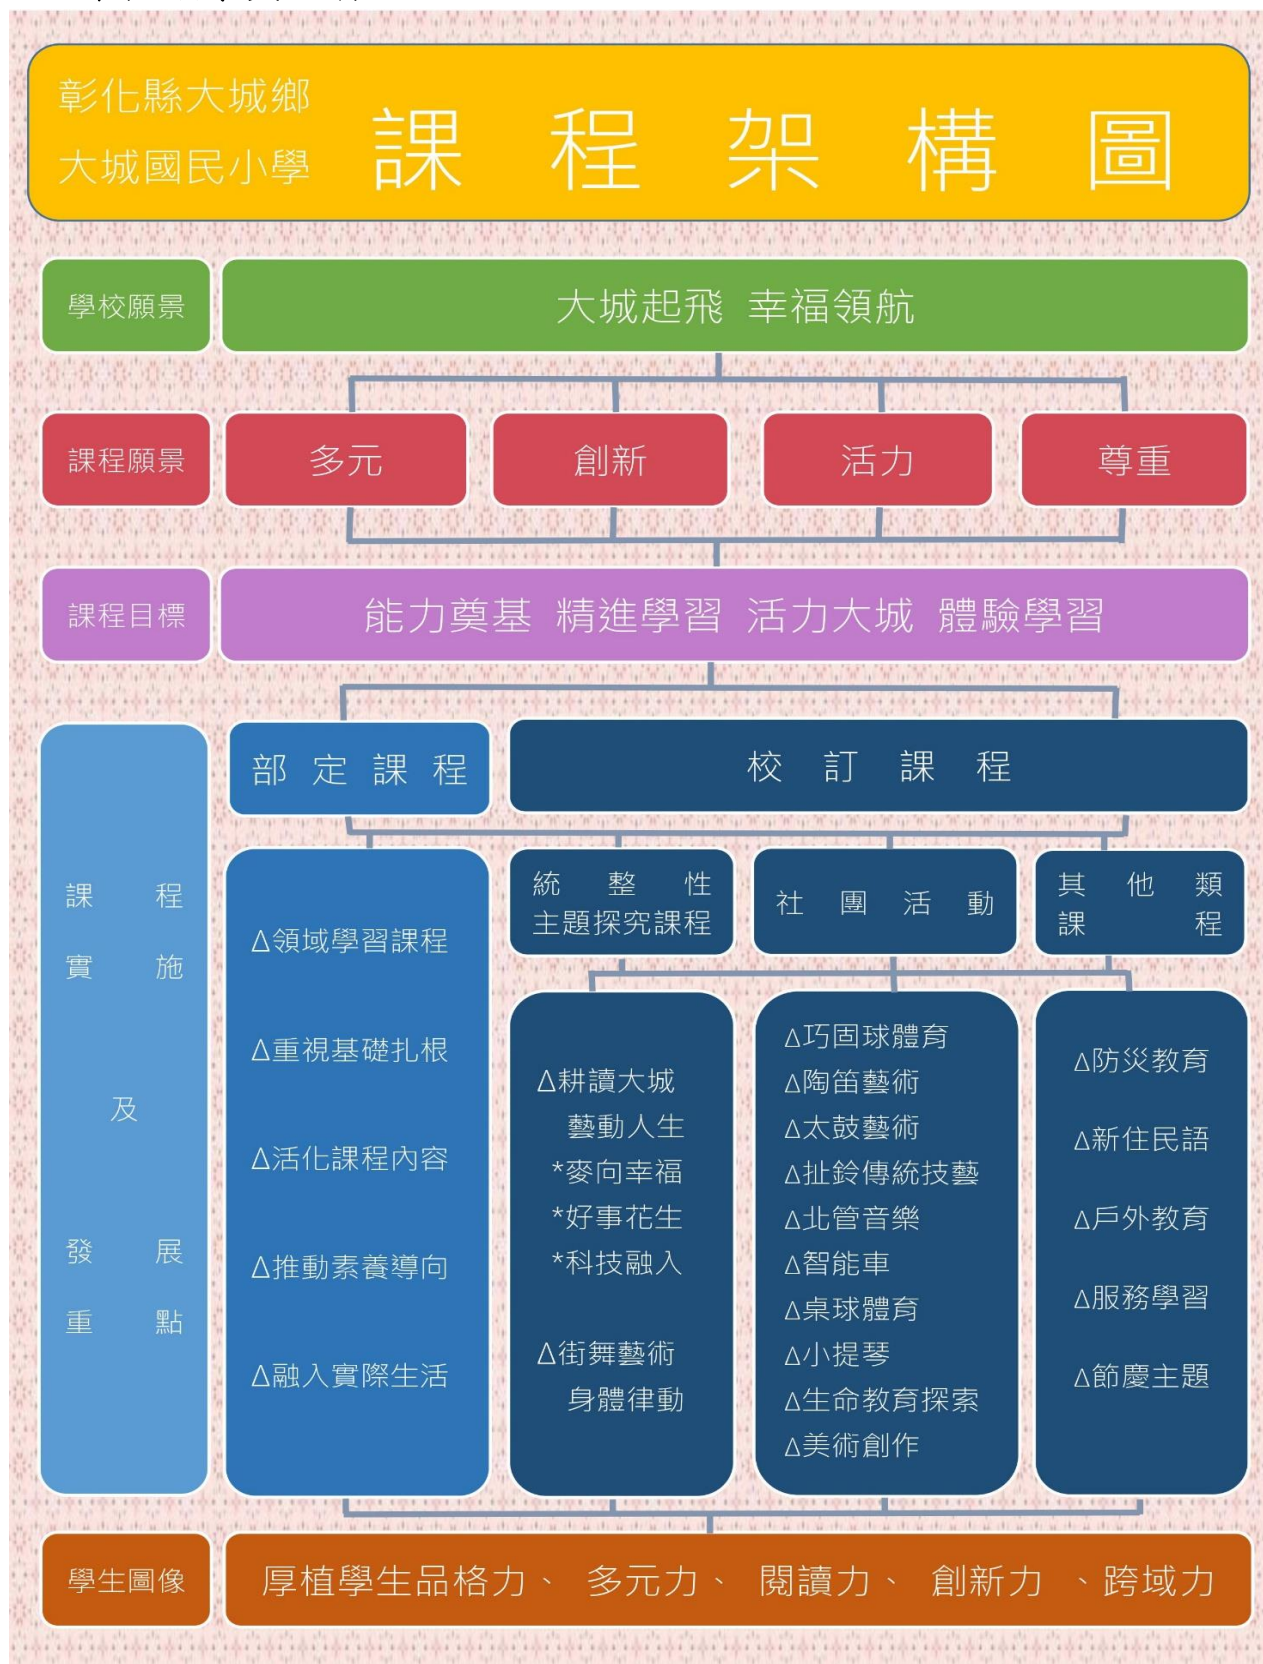 彰化縣大城鄉
大城國民小學
課程架構圖
學校願景
大城起飛 幸福領航
課程願景
多元
創新
活力
尊重
課程目標
能力奠基 精進學習 活力大城 體驗學習
課程
實施
及
發展
重點
部定課程
校訂課程
Δ領域學習課程
Δ重視基礎扎根
Δ活化課程內容
Δ推動素養導向
Δ融入實際生活
統整性
主題探究課程
社團活動
其他類
課程
Δ耕讀大城
藝動人生
*麥向幸福
*好事花生
*科技融入
Δ街舞藝術
身體律動
Δ巧固球體育
Δ陶笛藝術
Δ太鼓藝術
Δ扯鈴傳統技藝
Δ北管音樂
Δ智能車
Δ桌球體育
Δ小提琴
Δ生命教育探索
Δ美術創作
Δ防災教育
Δ新住民語
Δ戶外教育
Δ服務學習
Δ節慶主題
學生圖像
厚植學生品格力、 多元力、 閱讀力、 創新力 、跨域力